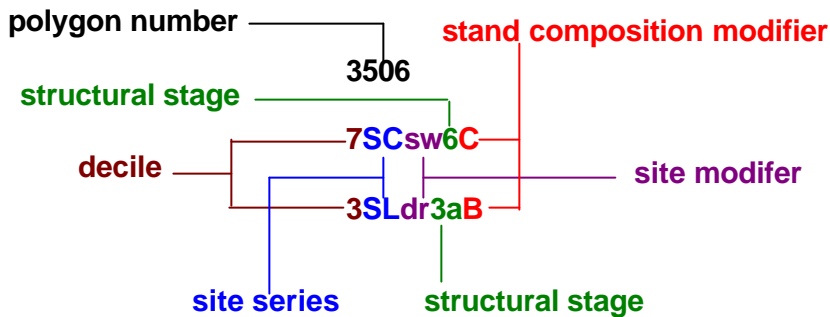 polygon number
stand composition modifier
3506
structural stage
7SCsw6C
decile
site modifer
3SLdr3aB
site series
structural stage